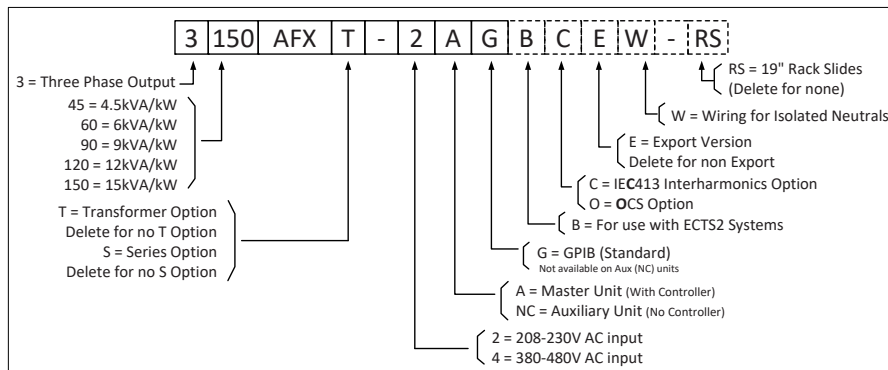 3 150 AFX T - 2 A G B C E W - RS
3 = Three Phase Output
45 = 4.5kVA/kW
60 = 6kVA/kW
90 = 9kVA/kW
120 = 12kVA/kW
150 = 15kVA/kW
T = Transformer Option
Delete for no T Option
S = Series Option
Delete for no S Option
RS = 19" Rack Slides
(Delete for none)
W = Wiring for Isolated Neutrals
E = Export Version
Delete for non Export
C = IEC413 Interharmonics Option
O = OCS Option
B = For use with ECTS2 Systems
G = GPIB (Standard)
Not available on Aux (NC) units
A = Master Unit (With Controller)
NC = Auxiliary Unit (No Controller)
2 = 208-230V AC input
4 = 380-480V AC input